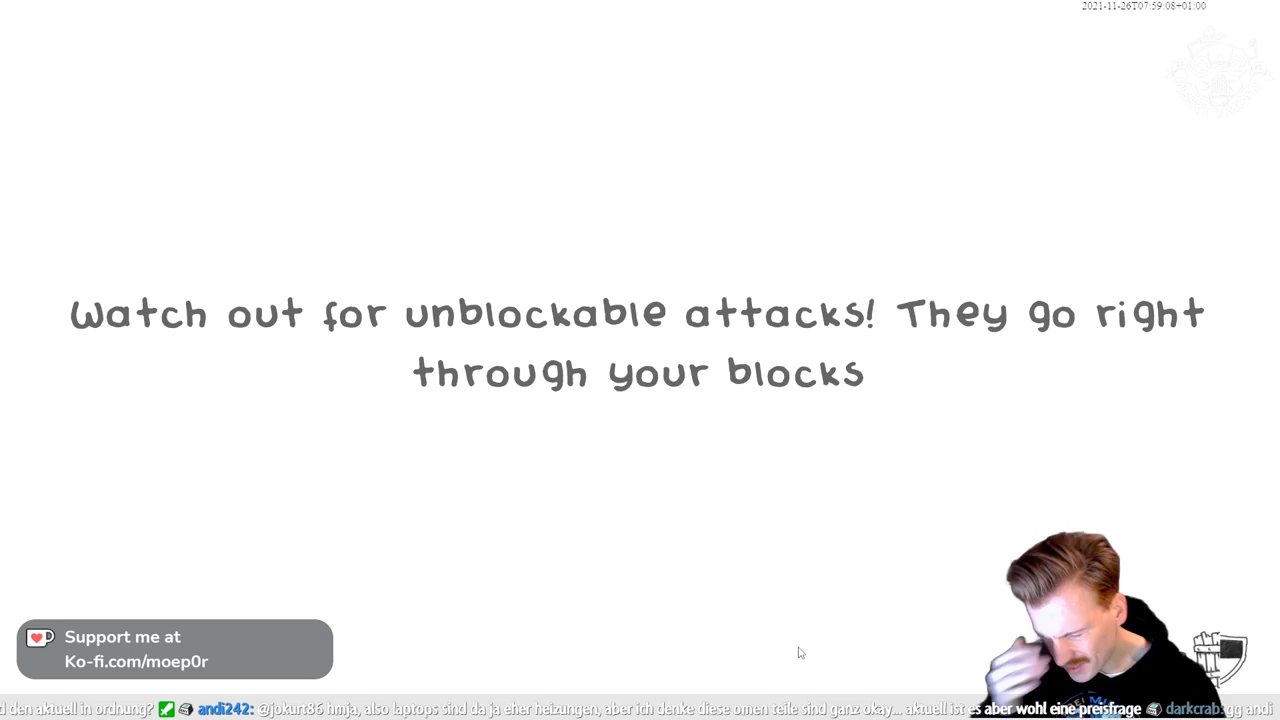 2021-11-26T07:59:08+01:00
Watch out for unblockable attacks! They go right
through your blocks
Support me at
Ko-fi.com/moep0r
den aktuell in ordnung? andi242: @jokurt86 hmja, desktops sind da ja eher heizungen, aber ich denke diese omen teile sind ganz okay... aktuell ist es aber wohl eine preisfrage darkcrab: gg andi